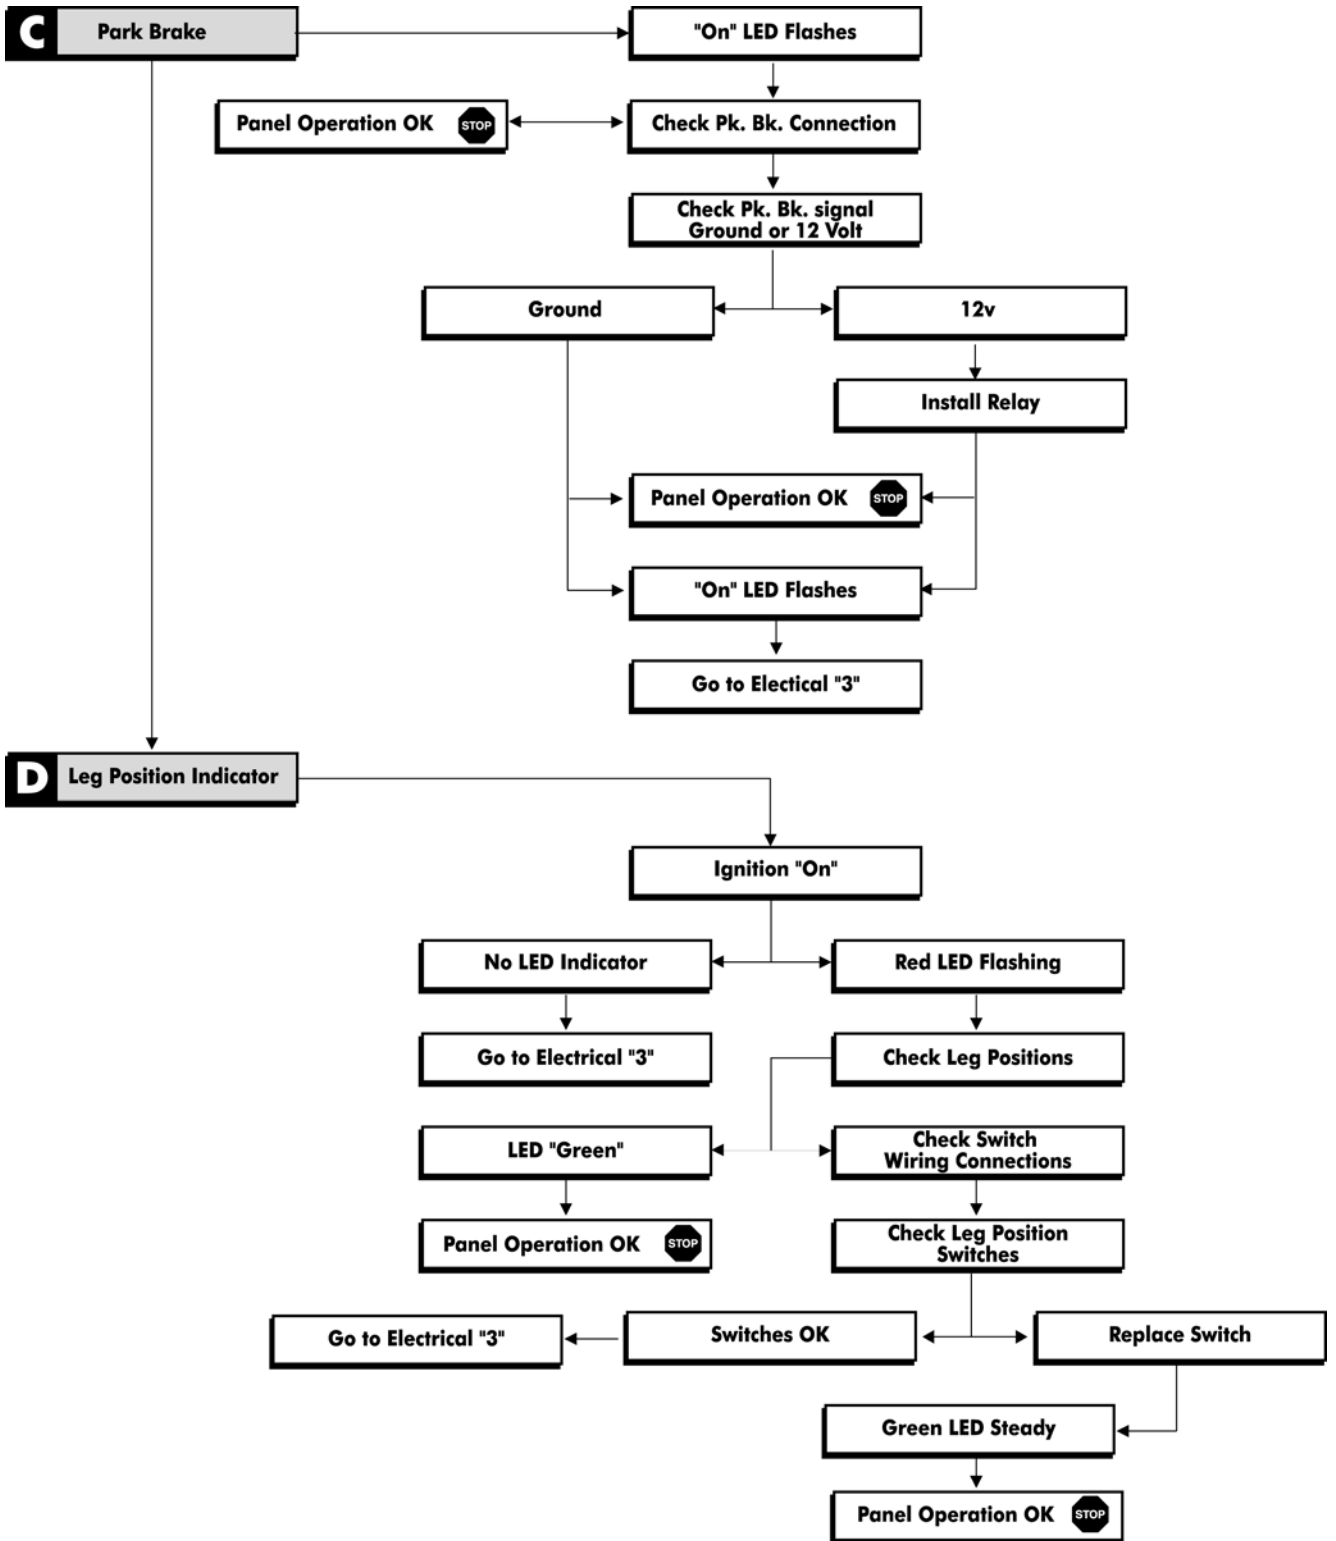 C Park Brake
"On" LED Flashes
Panel Operation OK STOP
Check Pk. Bk. Connection
Check Pk. Bk. signal
Ground or 12 Volt
Ground
12v
Install Relay
Panel Operation OK STOP
"On" LED Flashes
Go to Electical "3"
D Leg Position Indicator
Ignition "On"
No LED Indicator
Red LED Flashing
Go to Electrical "3"
Check Leg Positions
LED "Green"
Check Switch
Wiring Connections
Panel Operation OK STOP
Check Leg Position
Switches
Go to Electrical "3"
Switches OK
Replace Switch
Green LED Steady
Panel Operation OK STOP